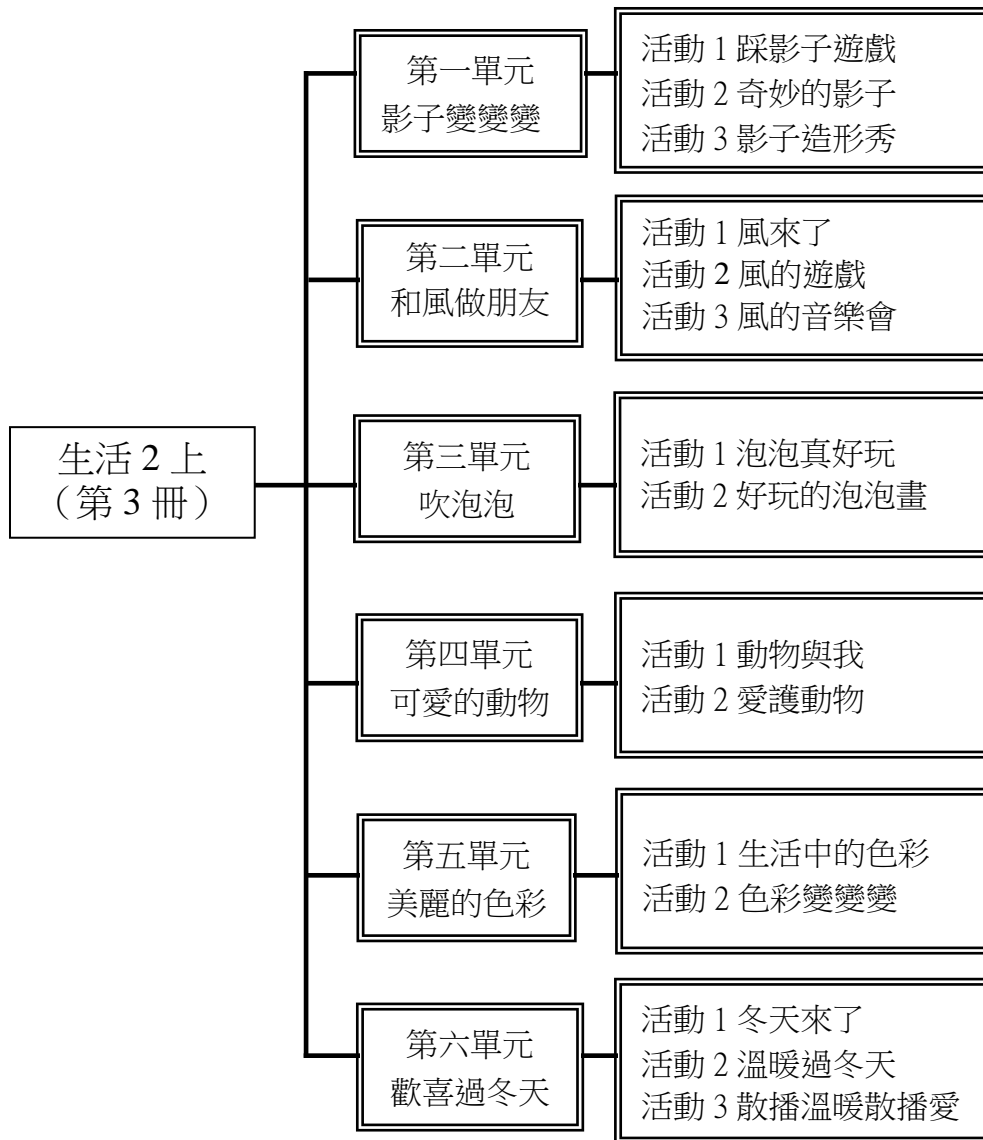 生活 2 上
（第 3 冊）
第一單元
影子變變變
活動 1 踩影子遊戲
活動 2 奇妙的影子
活動 3 影子造形秀
第二單元
和風做朋友
活動 1 風來了
活動 2 風的遊戲
活動 3 風的音樂會
第三單元
吹泡泡
活動 1 泡泡真好玩
活動 2 好玩的泡泡畫
第四單元
可愛的動物
活動 1 動物與我
活動 2 愛護動物
第五單元
美麗的色彩
活動 1 生活中的色彩
活動 2 色彩變變變
第六單元
歡喜過冬天
活動 1 冬天來了
活動 2 溫暖過冬天
活動 3 散播溫暖散播愛